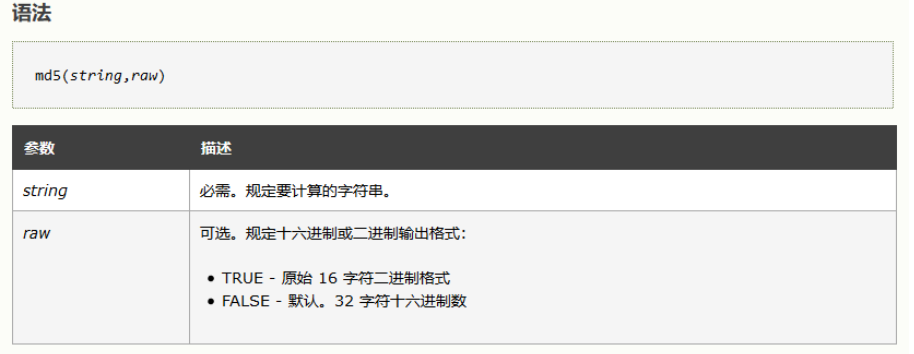 语法
md5(string,raw)
参数 描述
string 必需。规定要计算的字符串。
raw 可选。规定十六进制或二进制输出格式：
● TRUE - 原始 16 字符二进制格式
● FALSE - 默认。32 字符十六进制数